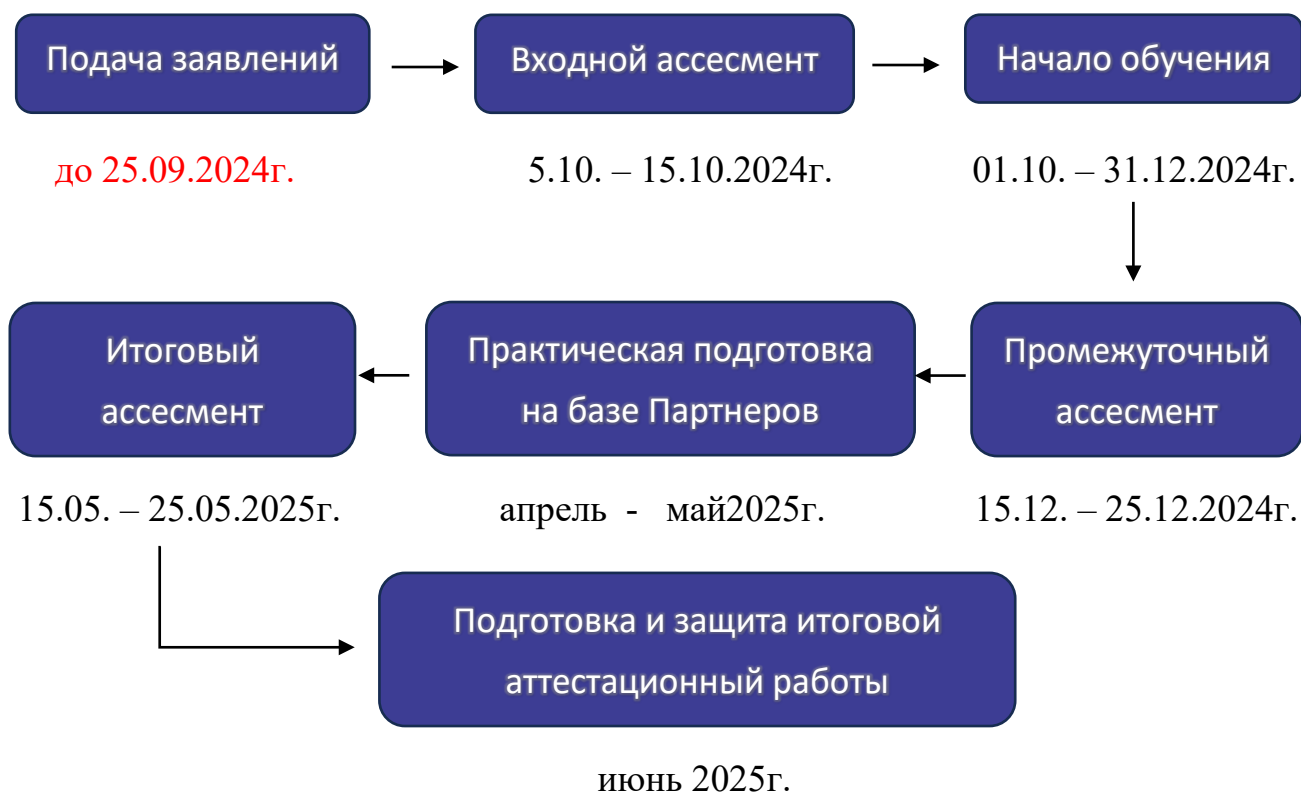 Подача заявлений
Входной ассесмент
Начало обучения
до 25.09.2024г.
5.10. – 15.10.2024г.
01.10. – 31.12.2024г.
Промежуточный
ассесмент
15.12. – 25.12.2024г.
Практическая подготовка
на базе Партнеров
апрель - май2025г.
Итоговый
ассесмент
15.05. – 25.05.2025г.
Подготовка и защита итоговой
аттестационный работы
июнь 2025г.